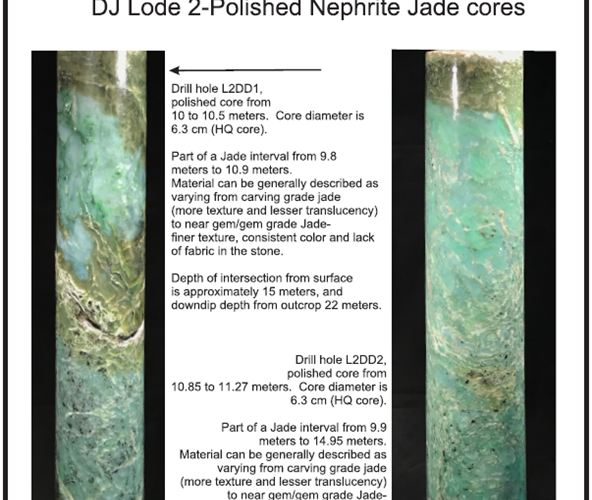 DJ Lode 2-Polished Nephrite Jade cores
Drill hole L2DD1,
polished core from
10 to 10.5 meters. Core diameter is
6.3 cm (HQ core).
Part of a Jade interval from 9.8
meters to 10.9 meters.
Material can be generally described as
varying from carving grade jade
(more texture and lesser translucency)
to near gem/gem grade Jade-
finer texture, consistent color and lack
of fabric in the stone.
Depth of intersection from surface
is approximately 15 meters, and
downdip depth from outcrop 22 meters.
Drill hole L2DD2,
polished core from
10.85 to 11.27 meters. Core diameter is
6.3 cm (HQ core).
Part of a Jade interval from 9.9
meters to 14.95 meters.
Material can be generally described as
varying from carving grade jade
(more texture and lesser translucency)
to near gem/gem grade Jade-